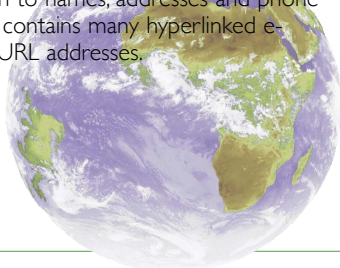 n to names, addresses and phone
contains many hyperlinked e-
URL addresses.